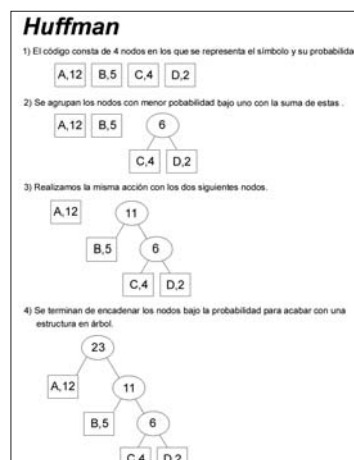 Huffman
1) El código consta de 4 nodos en los que se representa el símbolo y su probabilida
A,12 B,5 C,4 D,2
2) Se agrupan los nodos con menor pobabilidad bajo uno con la suma de estas .
A,12 B,5 6
C,4 D,2
3) Realizamos la misma acción con los dos siguientes nodos.
A,12 11
B,5 6
C,4 D,2
4) Se terminan de encadenar los nodos bajo la probabilidad para acabar con una
estructura en árbol.
23
A,12 11
B,5 6
C,4 D,2